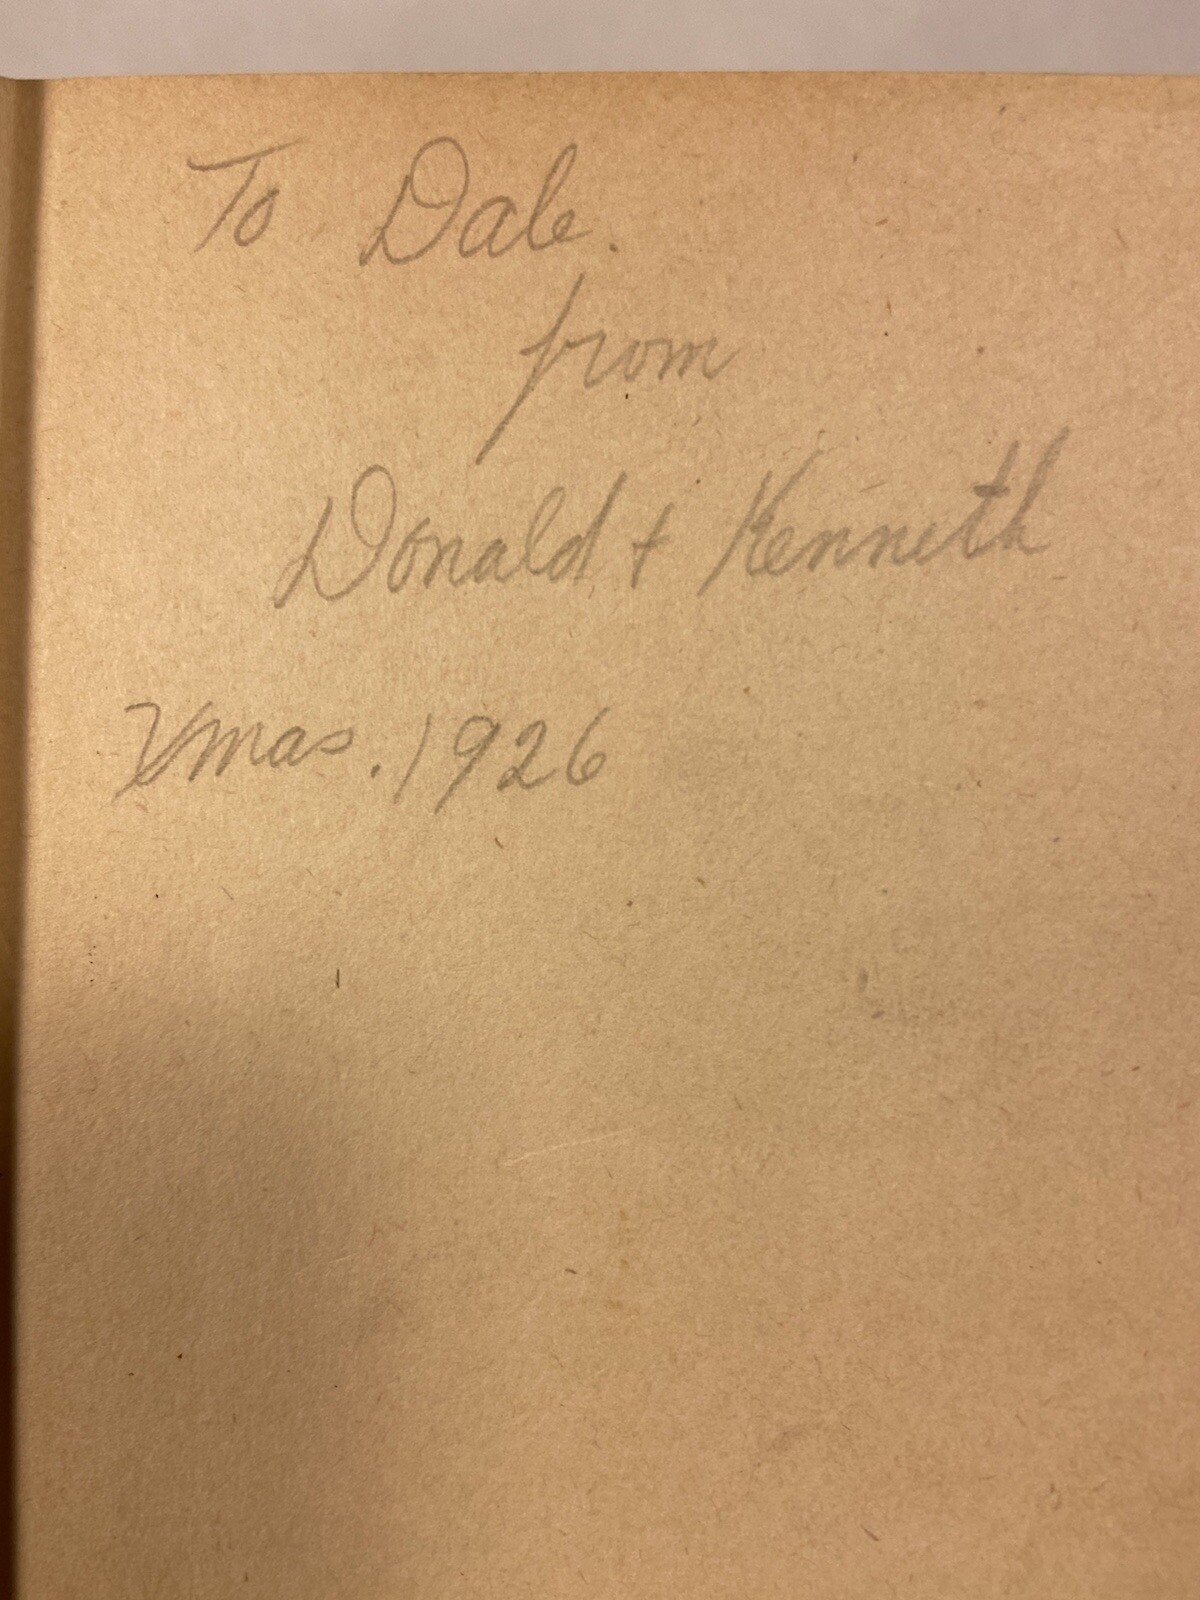 To Dale.
from
Donald + Kenneth
Xmas. 1926